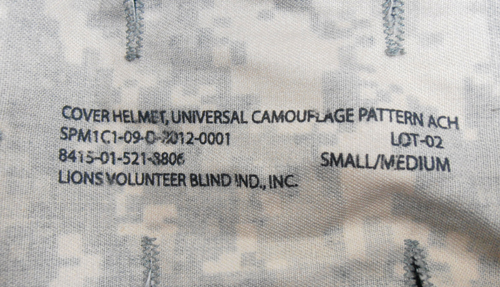 COVER HELMET, UNIVERSAL CAMOUFLAGE PATTERN ACH
SPM1C1-09-D-2012-0001 LOT-02
8415-01-521-8806 SMALL/MEDIUM
LIONS VOLUNTEER BLIND IND., INC.